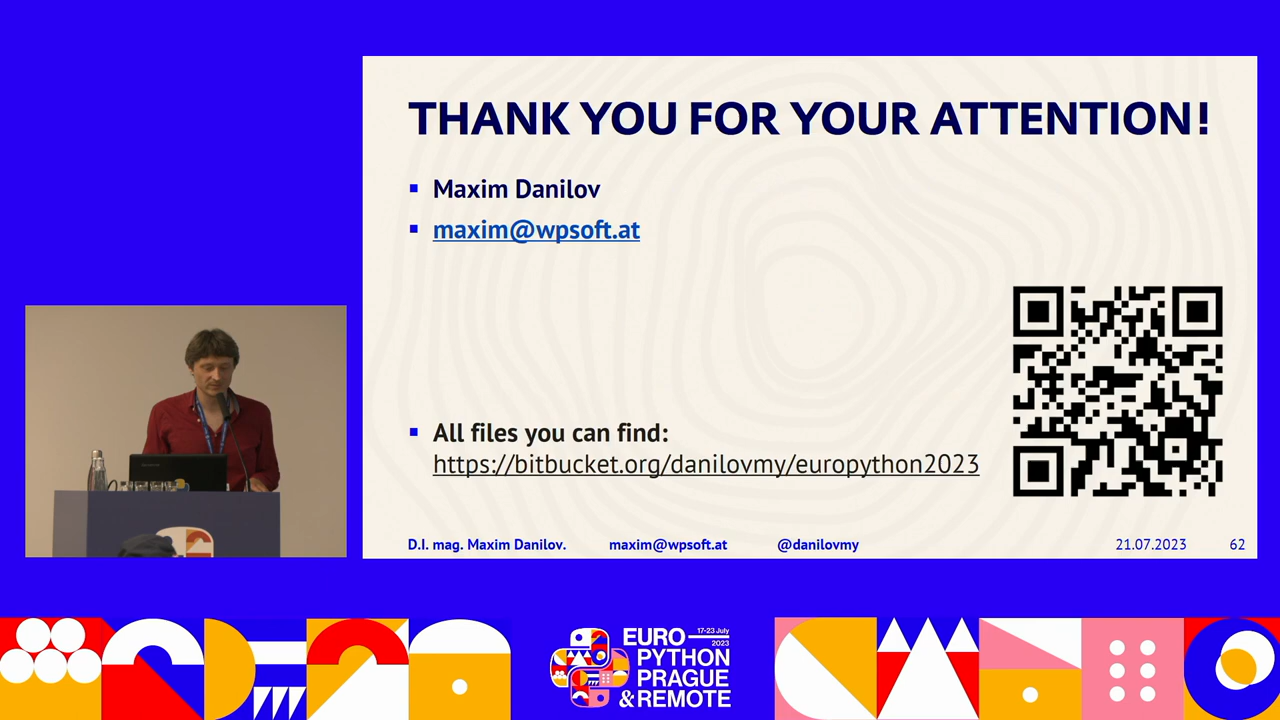 THANK YOU FOR YOUR ATTENTION!
Maxim Danilov
maxim@wpsoft.at
All files you can find:
https://bitbucket.org/danilovmy/europython2023
D.I. mag. Maxim Danilov. maxim@wpsoft.at @danilovmy 21.07.2023 62
EURO 17-23 July 2023
PYTHON
PRAGUE
& REMOTE